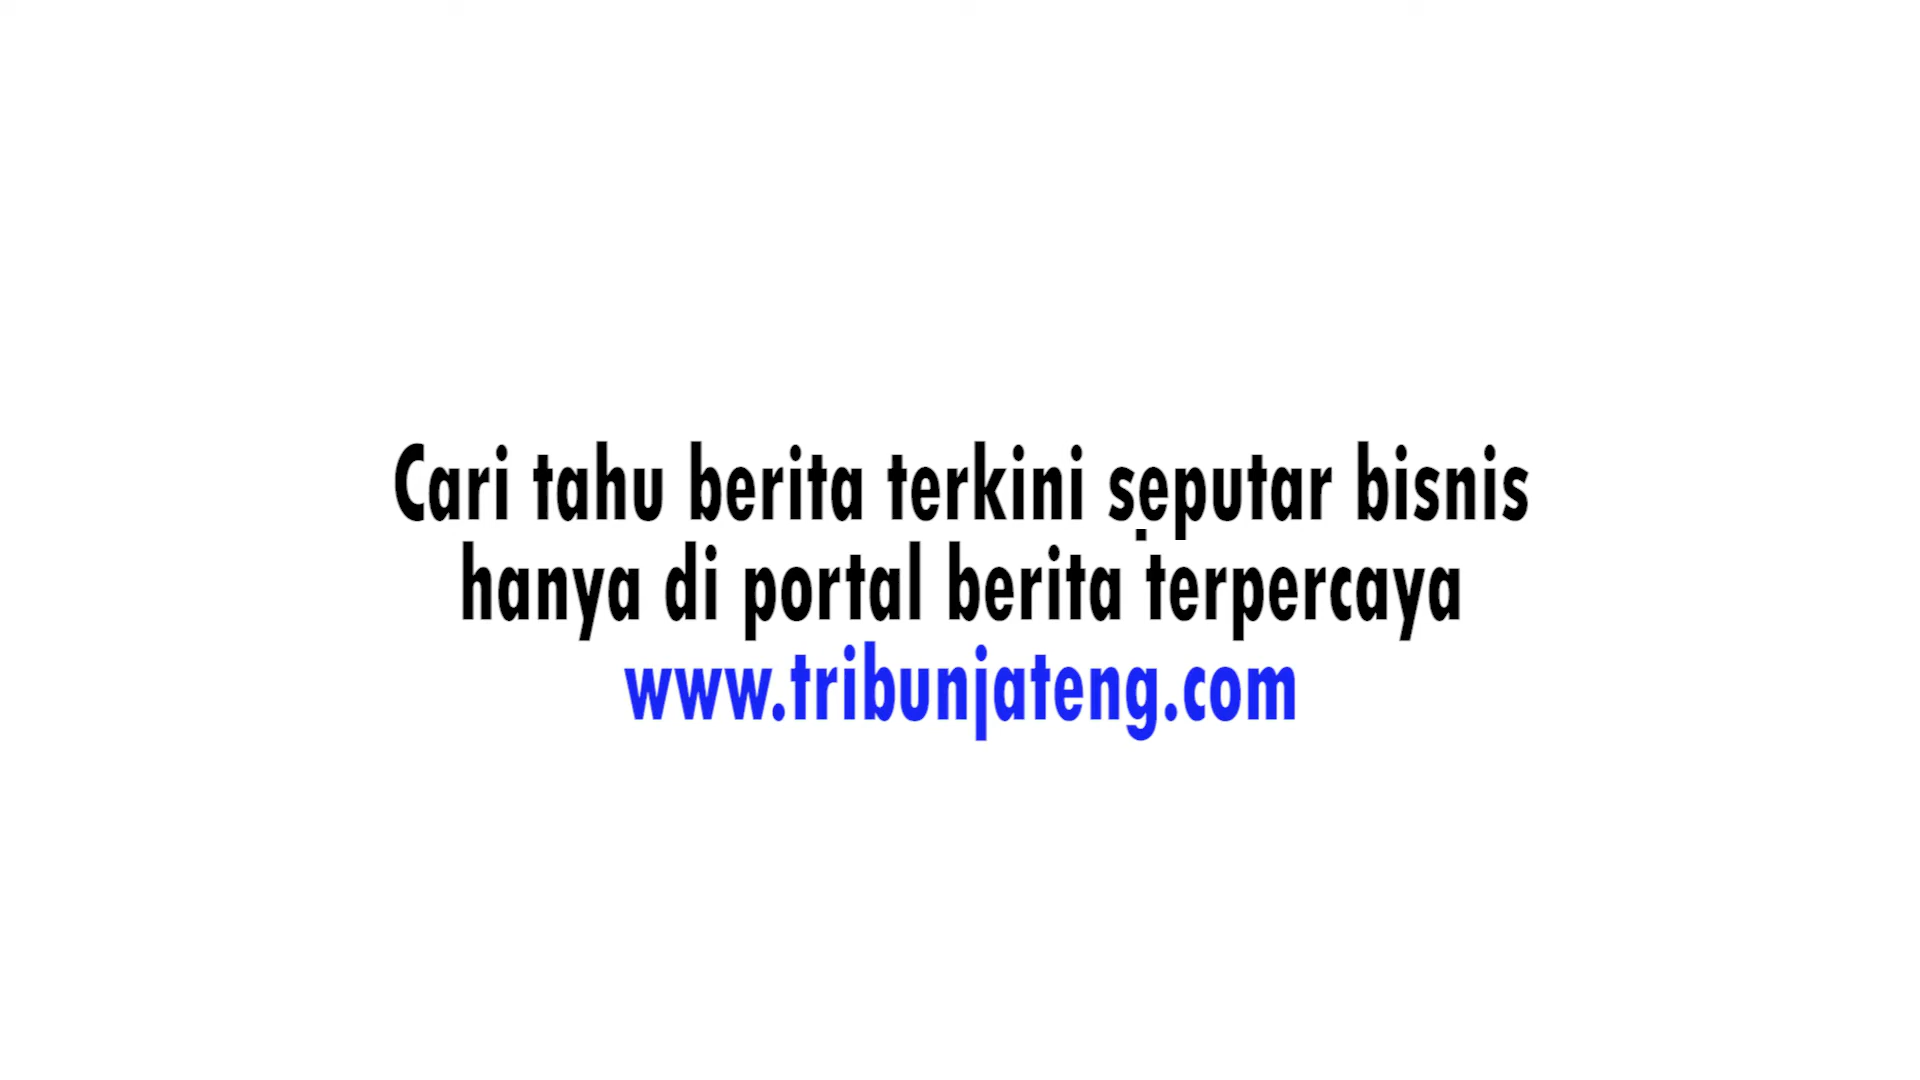 Cari tahu berita terkini seputar bisnis
hanya di portal berita terpercaya
www.tribunjateng.com